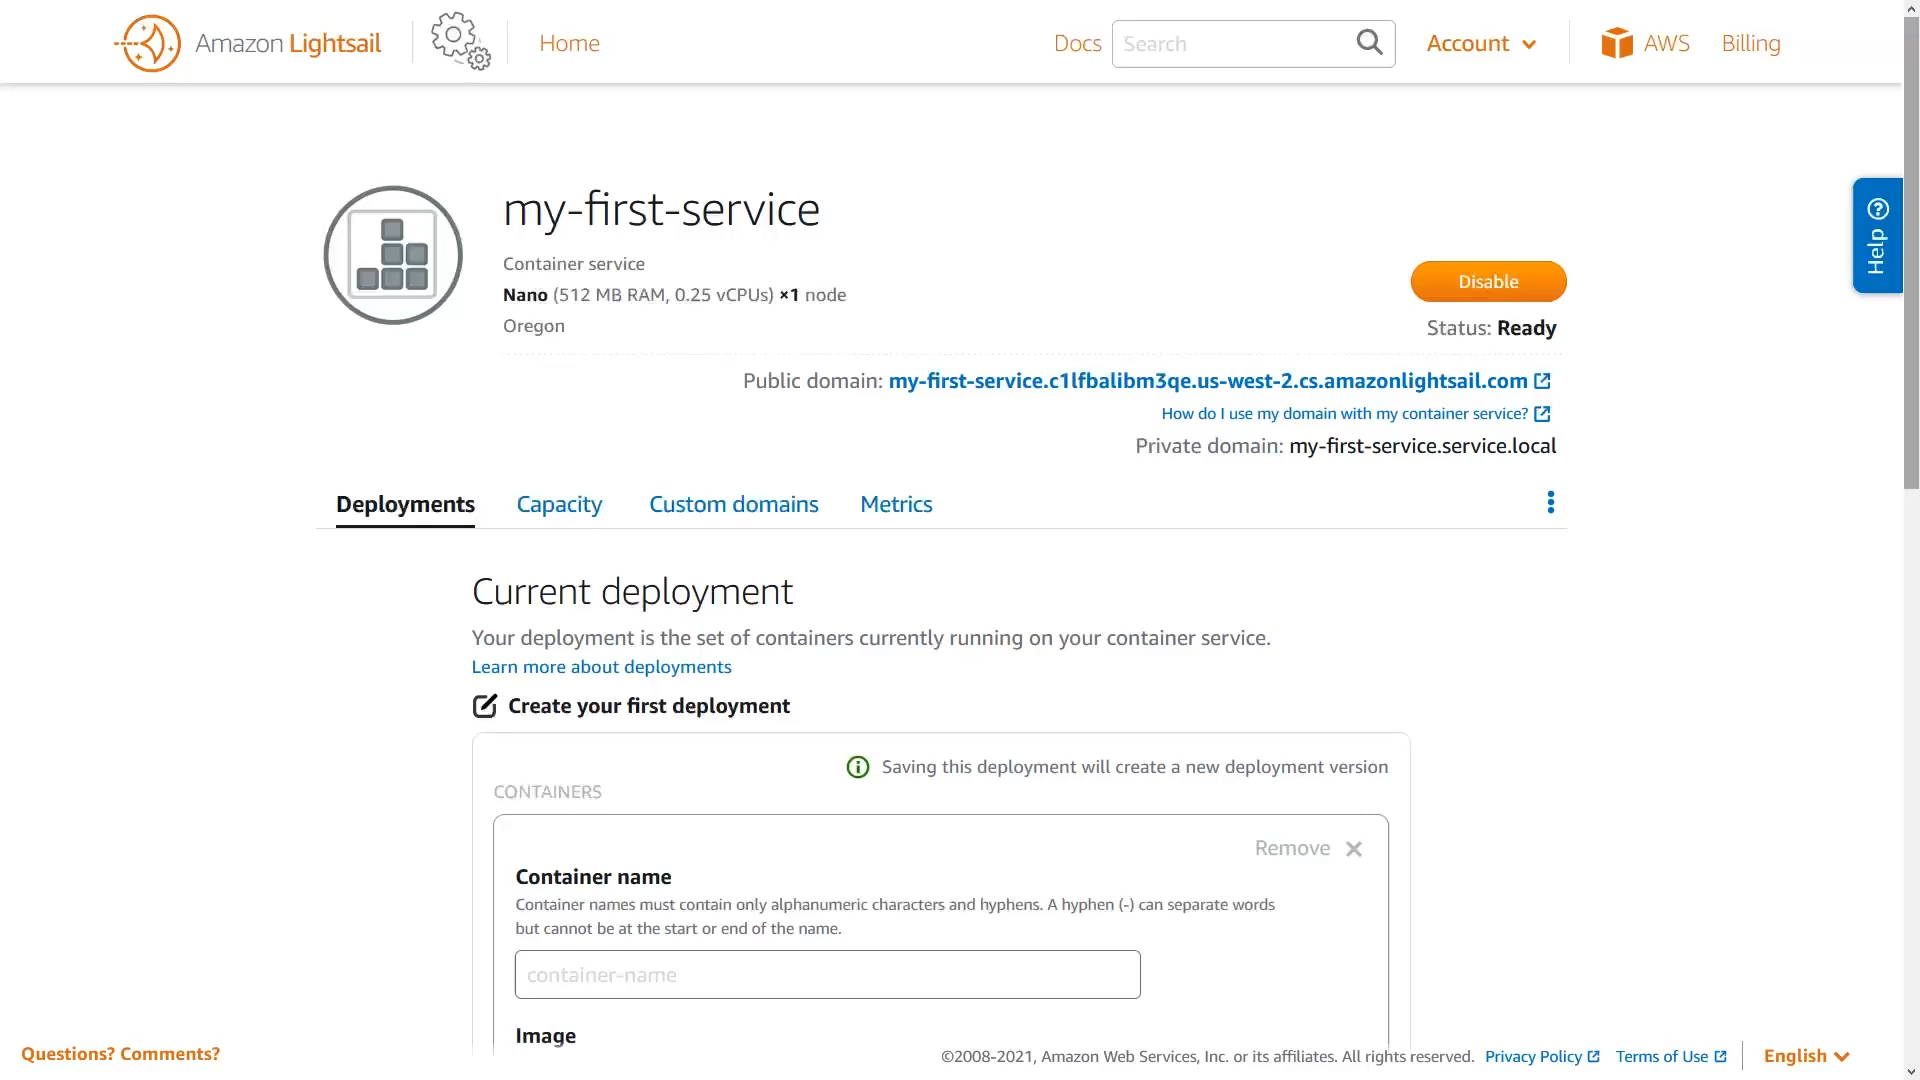 Amazon Lightsail
Home
Docs
Search
Account
AWS
Billing
Help
my-first-service
Container service
Nano (512 MB RAM, 0.25 vCPUs) ×1 node
Oregon
Disable
Status: Ready
Public domain: my-first-service.c1lfbalibm3qe.us-west-2.cs.amazonlightsail.com
How do I use my domain with my container service?
Private domain: my-first-service.service.local
Deployments
Capacity
Custom domains
Metrics
Current deployment
Your deployment is the set of containers currently running on your container service.
Learn more about deployments
Create your first deployment
Saving this deployment will create a new deployment version
CONTAINERS
Remove
Container name
Container names must contain only alphanumeric characters and hyphens. A hyphen (-) can separate words
but cannot be at the start or end of the name.
container-name
Image
Questions? Comments?
©2008-2021, Amazon Web Services, Inc. or its affiliates. All rights reserved.
Privacy Policy
Terms of Use
English